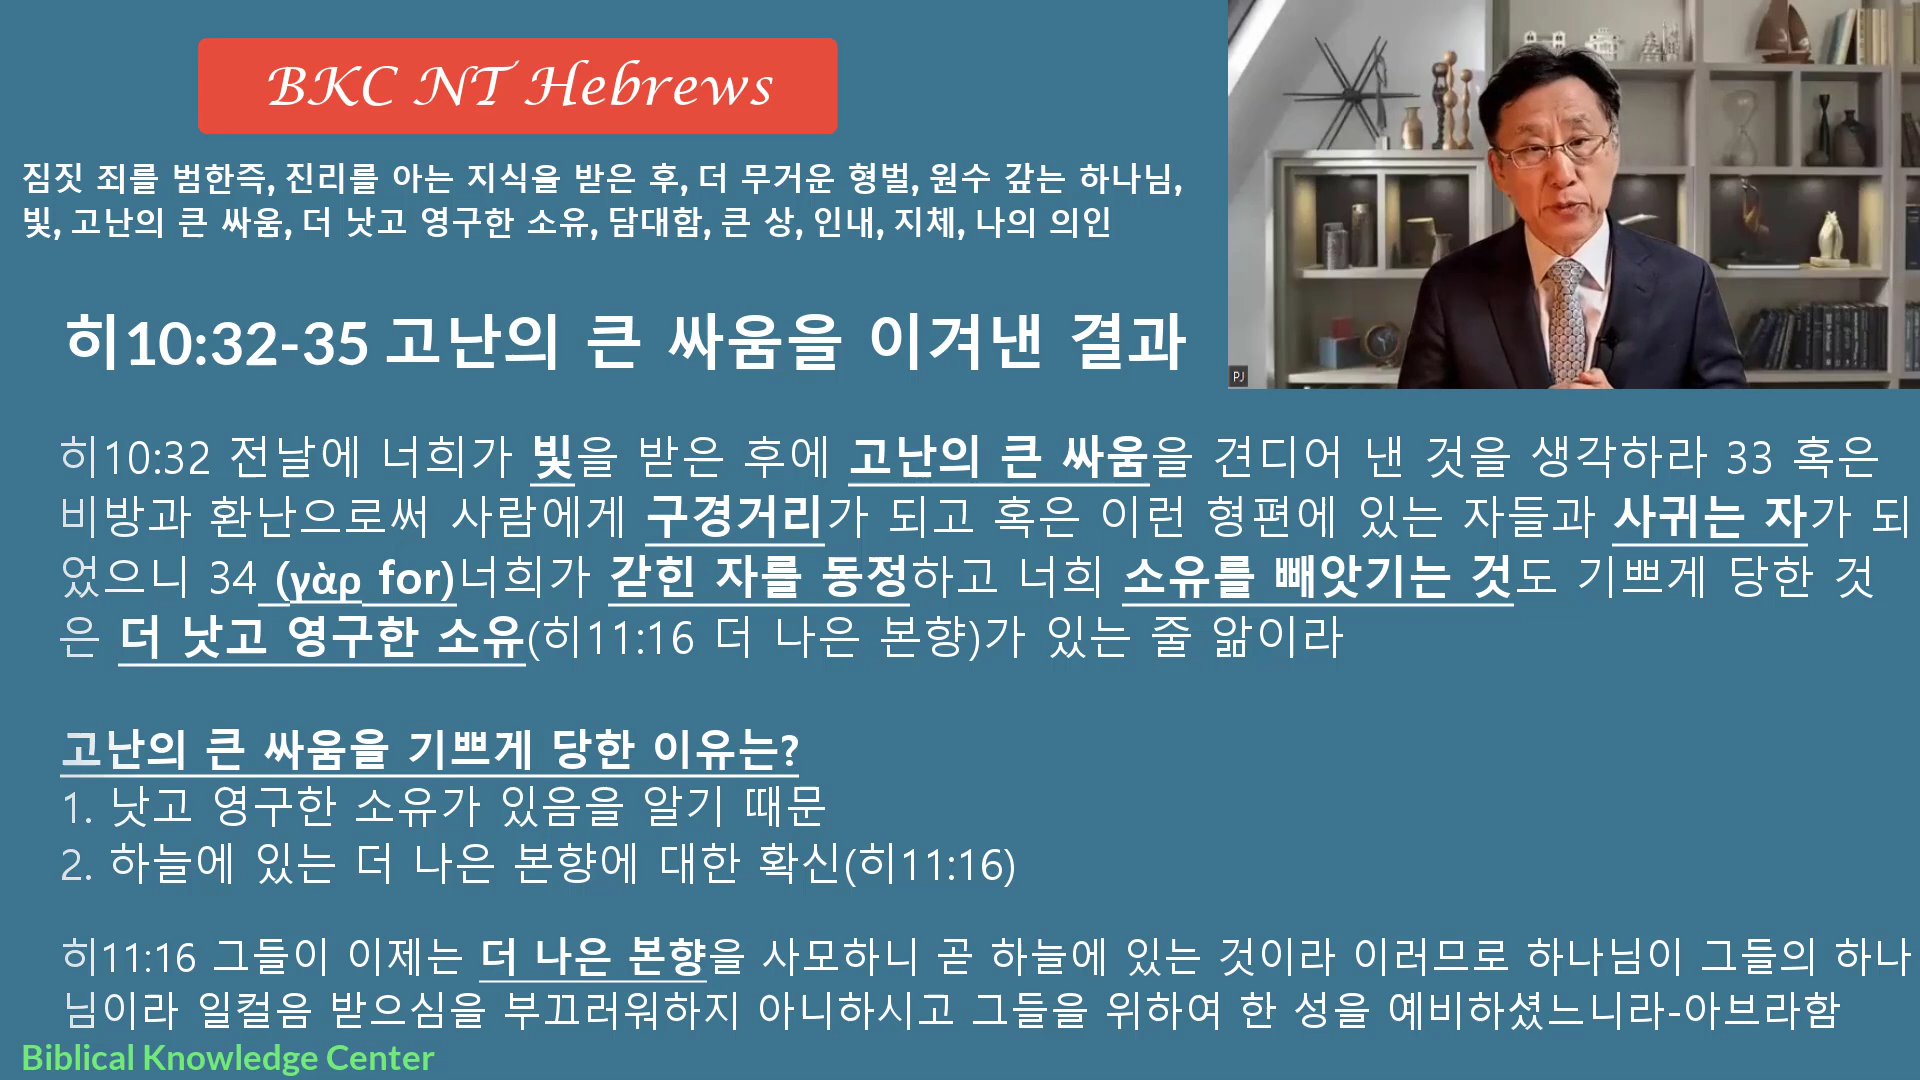 BKC NT Hebrews
짐짓 죄를 범한즉, 진리를 아는 지식을 받은 후, 더 무거운 형벌, 원수 갚는 하나님,
빛, 고난의 큰 싸움, 더 낫고 영구한 소유, 담대함, 큰 상, 인내, 지체, 나의 의인
히10:32-35 고난의 큰 싸움을 이겨낸 결과
PJ
히10:32 전날에 너희가 빛을 받은 후에 고난의 큰 싸움을 견디어 낸 것을 생각하라 33 혹은
비방과 환난으로써 사람에게 구경거리가 되고 혹은 이런 형편에 있는 자들과 사귀는 자가 되
었으니 34 (γὰρ for)너희가 갇힌 자를 동정하고 너희 소유를 빼앗기는 것도 기쁘게 당한 것
은 더 낫고 영구한 소유(히11:16 더 나은 본향)가 있는 줄 앎이라
고난의 큰 싸움을 기쁘게 당한 이유는?
1. 낫고 영구한 소유가 있음을 알기 때문
2. 하늘에 있는 더 나은 본향에 대한 확신(히11:16)
히11:16 그들이 이제는 더 나은 본향을 사모하니 곧 하늘에 있는 것이라 이러므로 하나님이 그들의 하나
님이라 일컬음 받으심을 부끄러워하지 아니하시고 그들을 위하여 한 성을 예비하셨느니라-아브라함
Biblical Knowledge Center